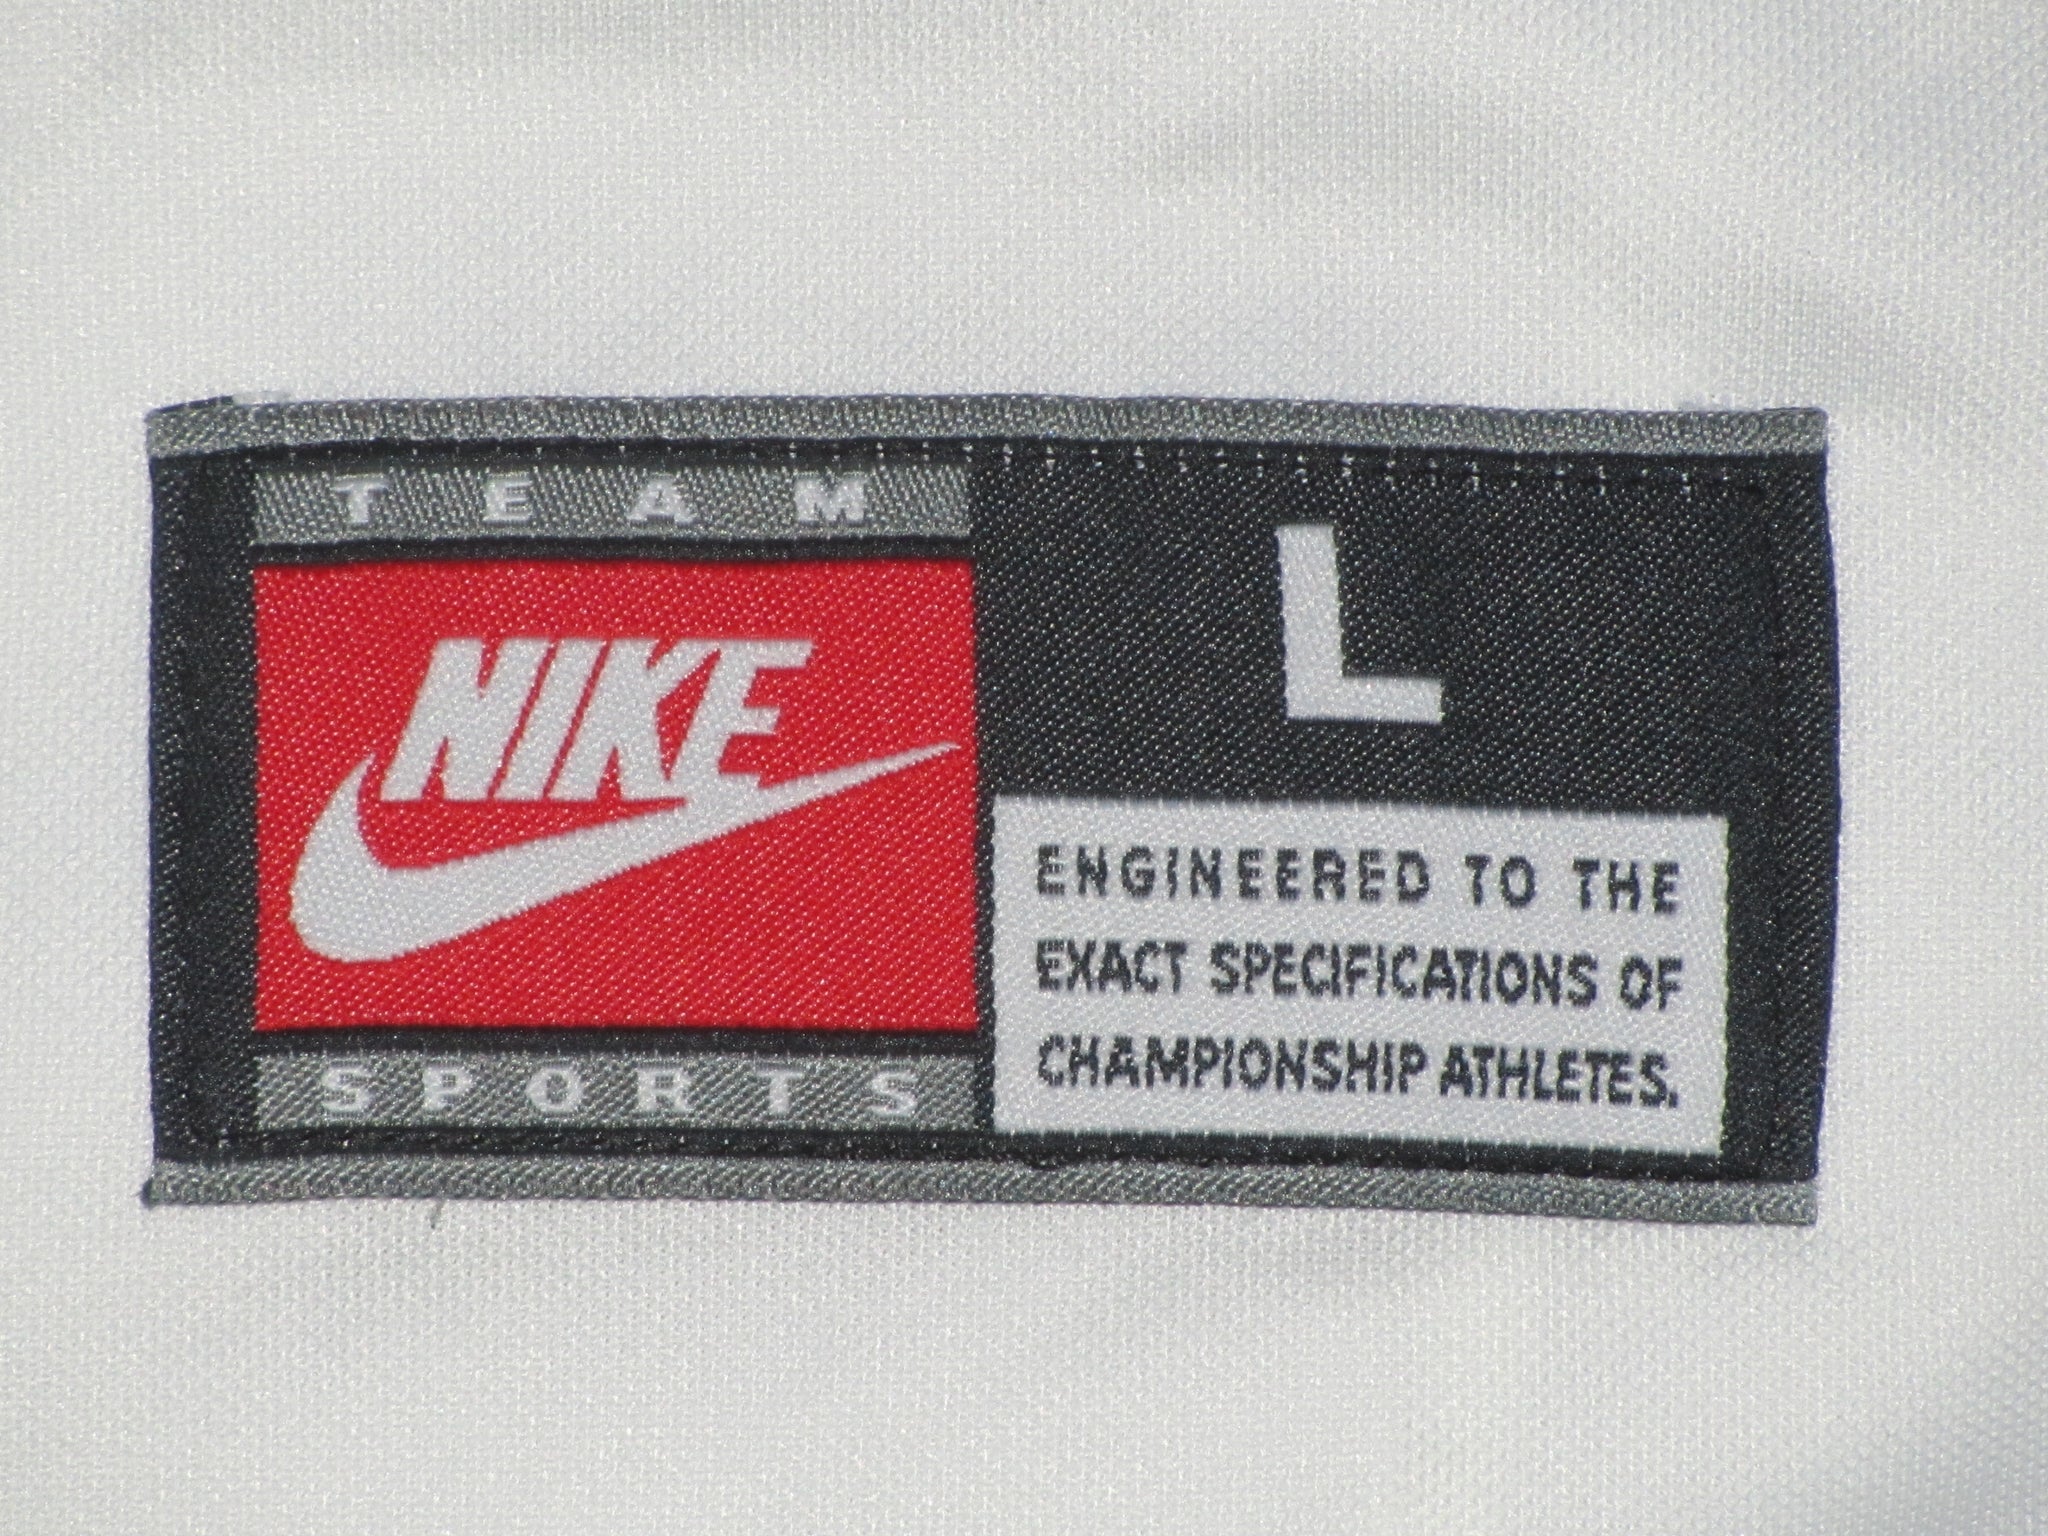 TEAM
NIKE
SPORTS
L
ENGINEERED TO THE
EXACT SPECIFICATIONS OF
CHAMPIONSHIP ATHLETES.